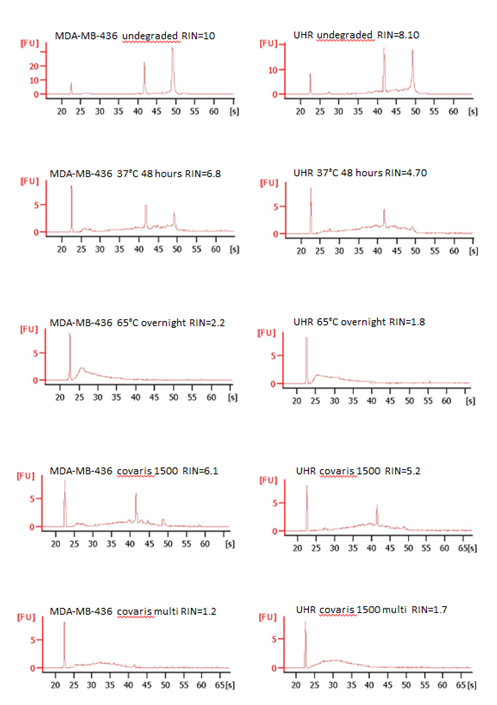 MDA-MB-436 undegraded RIN=10
[FU]
20
10
0
20 25 30 35 40 45 50 55 60 [s]
UHR undegraded RIN=8.10
[FU]
10
0
20 25 30 35 40 45 50 55 60 [s]
MDA-MB-436 37°C 48 hours RIN=6.8
[FU]
5
0
20 25 30 35 40 45 50 55 60 [s]
UHR 37°C 48 hours RIN=4.70
[FU]
5
0
20 25 30 35 40 45 50 55 60 [s]
MDA-MB-436 65°C overnight RIN=2.2
[FU]
5
0
20 25 30 35 40 45 50 55 60 65 [s]
UHR 65°C overnight RIN=1.8
[FU]
5
0
20 25 30 35 40 45 50 55 60 65 [s]
MDA-MB-436 covaris 1500 RIN=6.1
[FU]
5
0
20 25 30 35 40 45 50 55 60 [s]
UHR covaris 1500 RIN=5.2
[FU]
5
0
20 25 30 35 40 45 50 55 60 65[s]
MDA-MB-436 covaris multi RIN=1.2
[FU]
5
0
20 25 30 35 40 45 50 55 60 65[s]
UHR covaris 1500 multi RIN=1.7
[FU]
5
0
20 25 30 35 40 45 50 55 60 65[s]